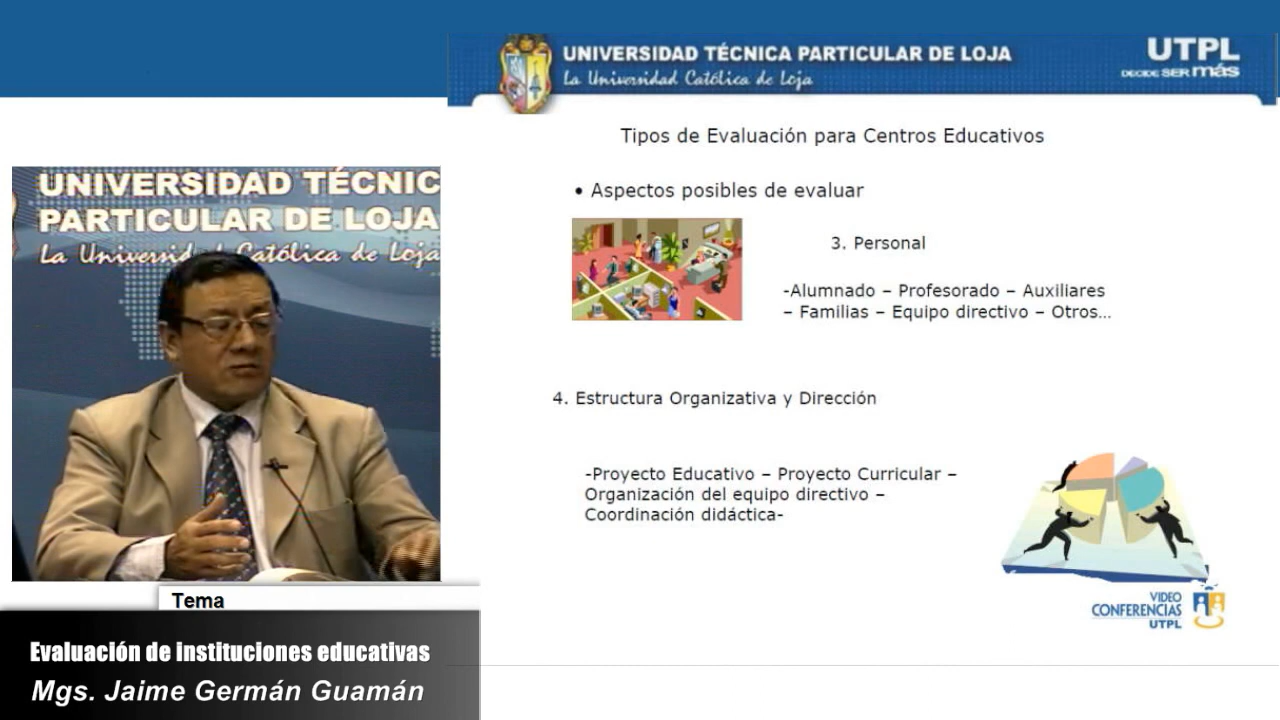 UNIVERSIDAD TÉCNICA PARTICULAR DE LOJA
La Universidad Católica de Loja
UTPL
DECIDE SER más
Tipos de Evaluación para Centros Educativos
• Aspectos posibles de evaluar
3. Personal
-Alumnado – Profesorado – Auxiliares
– Familias – Equipo directivo – Otros...
4. Estructura Organizativa y Dirección
-Proyecto Educativo – Proyecto Curricular –
Organización del equipo directivo –
Coordinación didáctica-
VIDEO
CONFERENCIAS
UTPL
UNIVERSIDAD TÉCNIC
PARTICULAR DE LOJA
La Universid Católica de Loja
Tema
Evaluación de instituciones educativas
Mgs. Jaime Germán Guamán